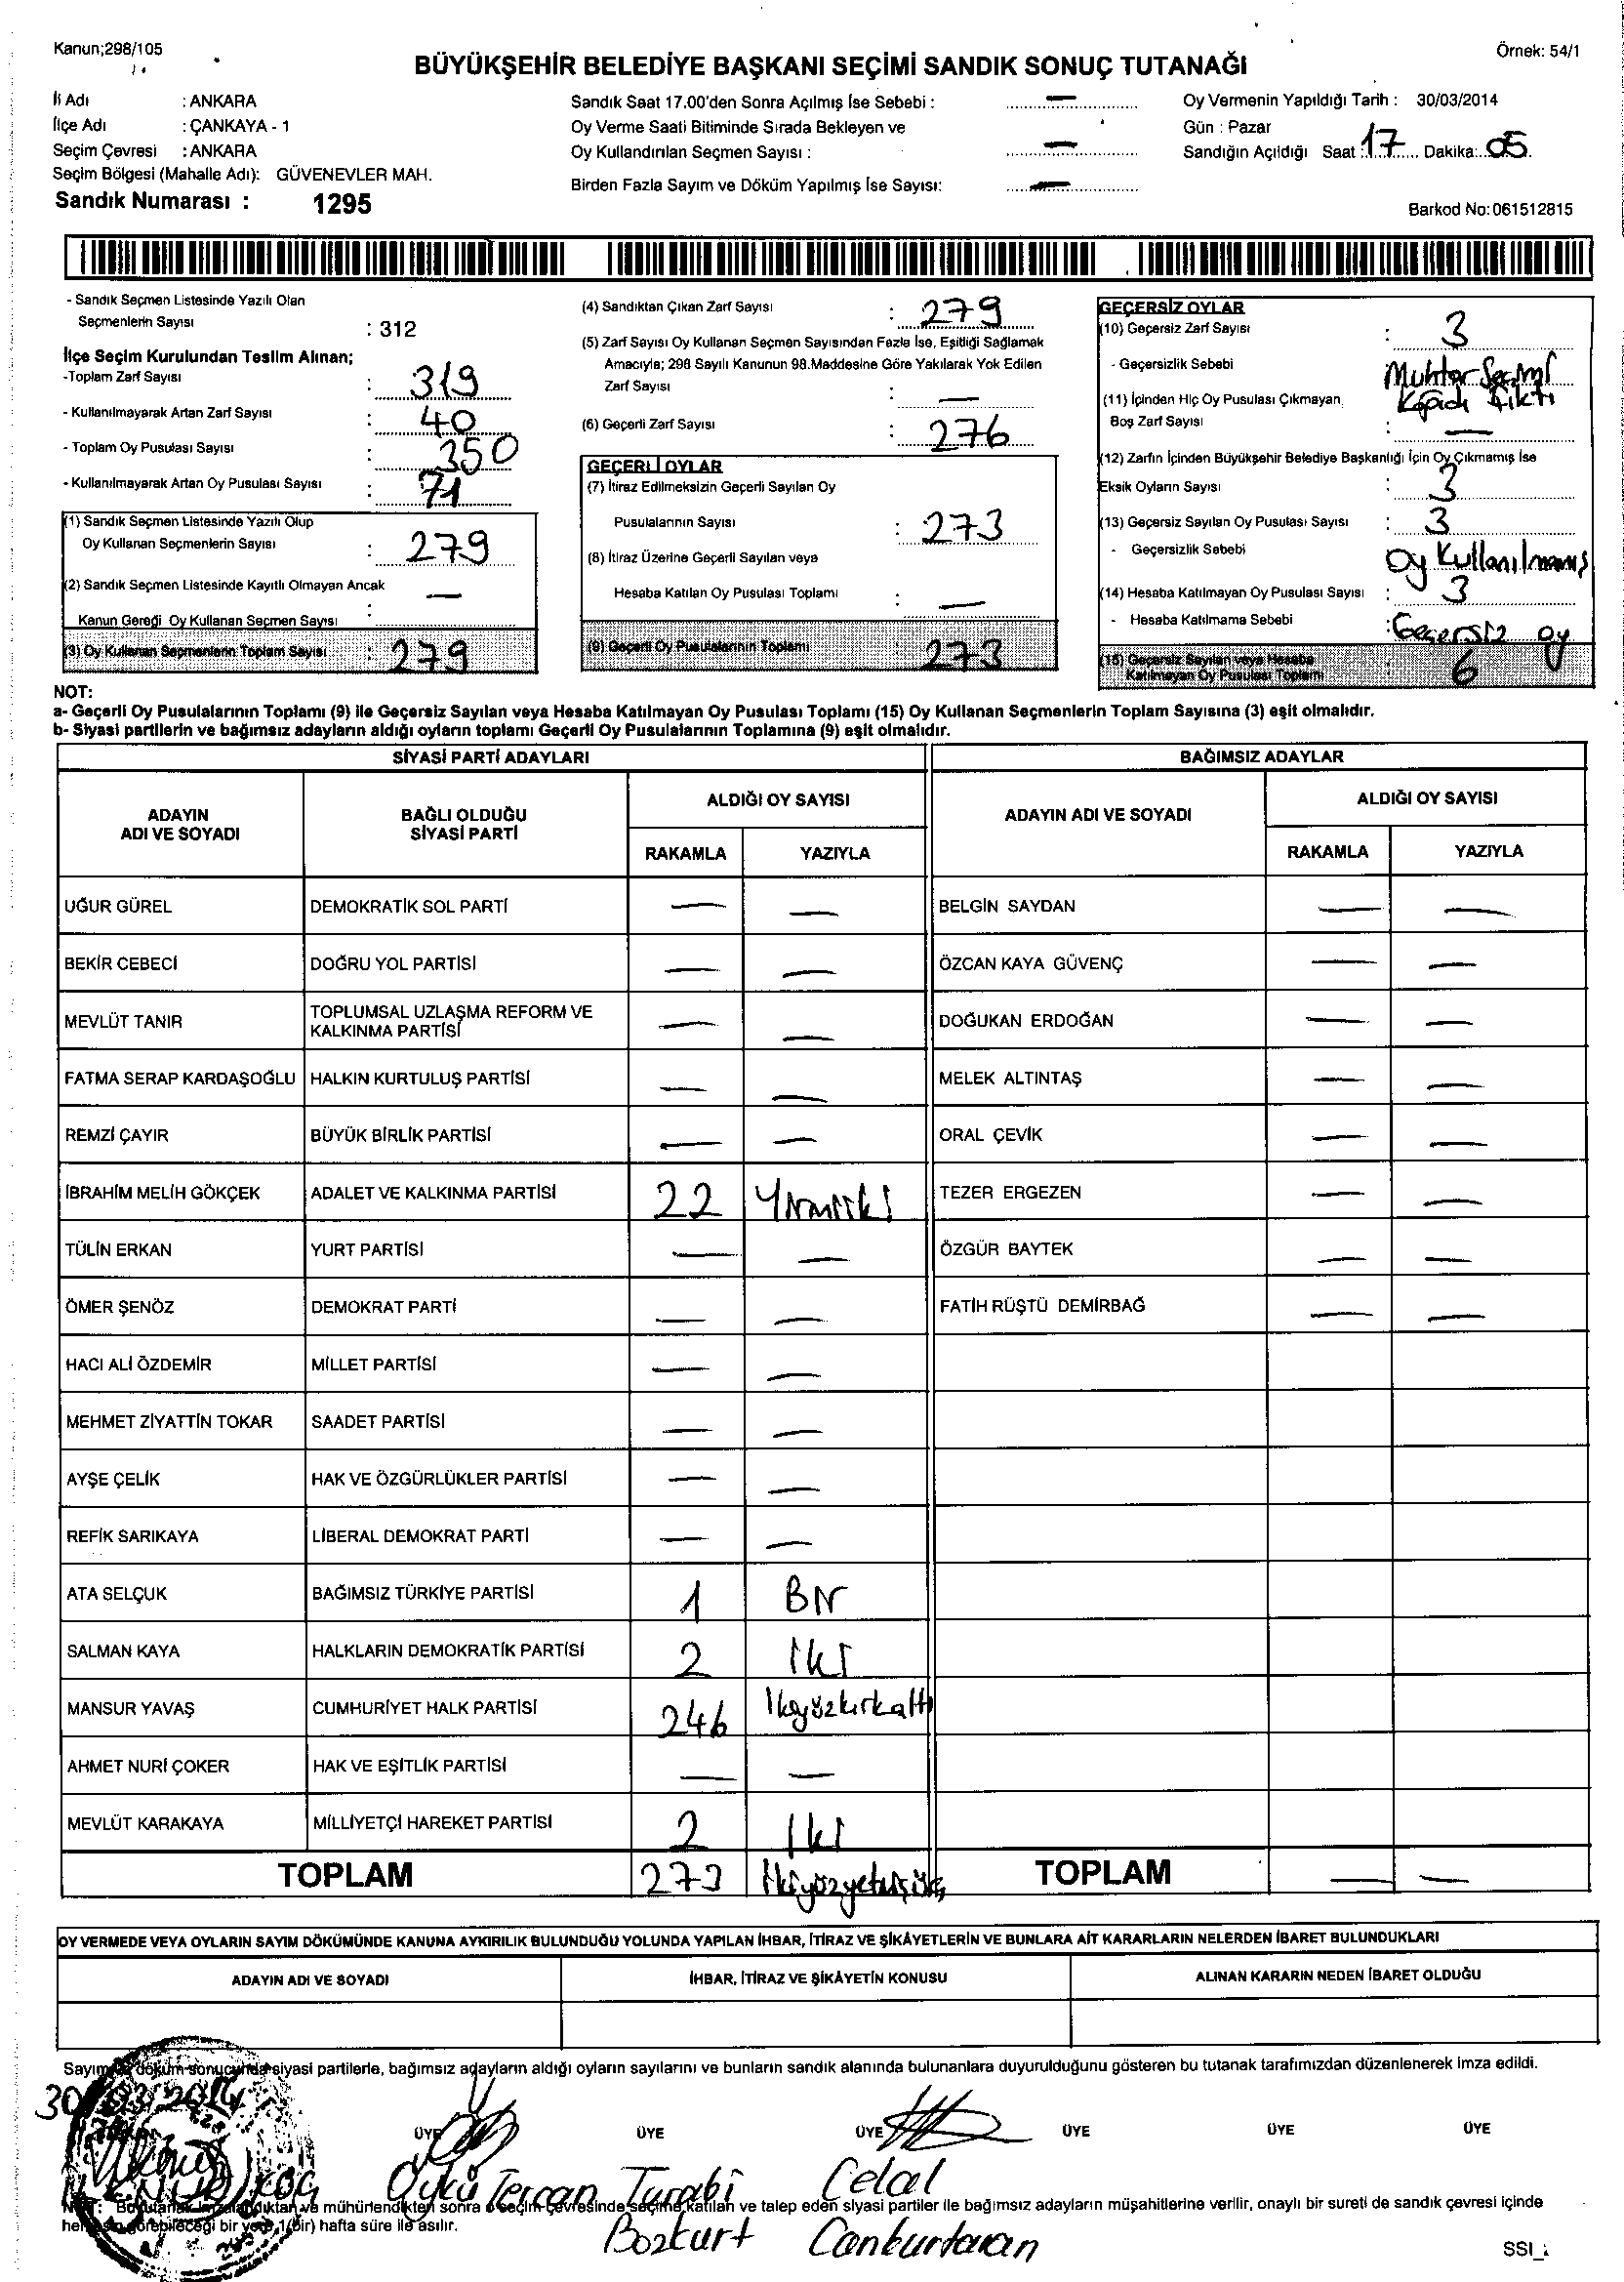 Kanun;298/105
Örnek: 54/1
BÜYÜKŞEHİR BELEDİYE BAŞKANI SEÇİMİ SANDIK SONUÇ TUTANAĞI
İli Adı : ANKARA
İlçe Adı : ÇANKAYA - 1
Seçim Çevresi : ANKARA
Seçim Bölgesi (Mahalle Adı): GÜVENEVLER MAH.
Sandık Numarası : 1295
Sandık Saat 17.00'den Sonra Açılmış İse Sebebi : —
Oy Verme Saati Bitiminde Sırada Bekleyen ve
Oy Kullandırılan Seçmen Sayısı : —
Birden Fazla Sayım ve Döküm Yapılmış İse Sayısı: —
Oy Vermenin Yapıldığı Tarih : 30/03/2014
Gün : Pazar
Sandığın Açıldığı Saat : 17 Dakika: 05
Barkod No:061512815
- Sandık Seçmen Listesinde Yazılı Olan
Seçmenlerin Sayısı : 312
İlçe Seçim Kurulundan Teslim Alınan;
-Toplam Zarf Sayısı : 319
- Kullanılmayarak Artan Zarf Sayısı : 40
- Toplam Oy Pusulası Sayısı : 350
- Kullanılmayarak Artan Oy Pusulası Sayısı : 71
(1) Sandık Seçmen Listesinde Yazılı Olup
Oy Kullanan Seçmenlerin Sayısı : 279
(2) Sandık Seçmen Listesinde Kayıtlı Olmayan Ancak
Kanun Gereği Oy Kullanan Seçmen Sayısı : —
(3) Oy Kullanan Seçmenlerin Toplam Sayısı : 279
(4) Sandıktan Çıkan Zarf Sayısı : 279
(5) Zarf Sayısı Oy Kullanan Seçmen Sayısından Fazla İse, Eşitliği Sağlamak
Amacıyla; 298 Sayılı Kanunun 98.Maddesine Göre Yakılarak Yok Edilen
Zarf Sayısı : —
(6) Geçerli Zarf Sayısı : 276
GEÇERLİ OYLAR
(7) İtiraz Edilmeksizin Geçerli Sayılan Oy
Pusulalarının Sayısı : 273
(8) İtiraz Üzerine Geçerli Sayılan veya
Hesaba Katılan Oy Pusulası Toplamı : —
(9) Geçerli Oy Pusulalarının Toplamı 273
GEÇERSİZ OYLAR
(10) Geçersiz Zarf Sayısı : 3
- Geçersizlik Sebebi Muhtar Seçimi
Kağıdı Çıktı
(11) İçinden Hiç Oy Pusulası Çıkmayan
Boş Zarf Sayısı : —
(12) Zarfın İçinden Büyükşehir Belediye Başkanlığı İçin Oy Çıkmamış İse
Eksik Oyların Sayısı : 3
(13) Geçersiz Sayılan Oy Pusulası Sayısı : 3
- Geçersizlik Sebebi Oy Kullanılmamış
(14) Hesaba Katılmayan Oy Pusulası Sayısı : 3
- Hesaba Katılmama Sebebi : Geçersiz oy
(15) Geçersiz Sayılan veya Hesaba
Katılmayan Oy Pusulası Toplamı : 6
NOT:
a- Geçerli Oy Pusulalarının Toplamı (9) ile Geçersiz Sayılan veya Hesaba Katılmayan Oy Pusulası Toplamı (15) Oy Kullanan Seçmenlerin Toplam Sayısına (3) eşit olmalıdır.
b- Siyasi partilerin ve bağımsız adayların aldığı oyların toplamı Geçerli Oy Pusulalarının Toplamına (9) eşit olmalıdır.
SİYASİ PARTİ ADAYLARI BAĞIMSIZ ADAYLAR
ADAYIN ADI VE SOYADI BAĞLI OLDUĞU SİYASİ PARTİ ALDIĞI OY SAYISI ADAYIN ADI VE SOYADI ALDIĞI OY SAYISI
RAKAMLA YAZIYLA RAKAMLA YAZIYLA
UĞUR GÜREL DEMOKRATİK SOL PARTİ — — BELGİN SAYDAN — —
BEKİR CEBECİ DOĞRU YOL PARTİSİ — — ÖZCAN KAYA GÜVENÇ — —
MEVLÜT TANIR TOPLUMSAL UZLAŞMA REFORM VE KALKINMA PARTİSİ — — DOĞUKAN ERDOĞAN — —
FATMA SERAP KARDAŞOĞLU HALKIN KURTULUŞ PARTİSİ — — MELEK ALTINTAŞ — —
REMZİ ÇAYIR BÜYÜK BİRLİK PARTİSİ — — ORAL ÇEVİK — —
İBRAHİM MELİH GÖKÇEK ADALET VE KALKINMA PARTİSİ 22 Yirmiiki TEZER ERGEZEN — —
TÜLİN ERKAN YURT PARTİSİ — — ÖZGÜR BAYTEK — —
ÖMER ŞENÖZ DEMOKRAT PARTİ — — FATİH RÜŞTÜ DEMİRBAĞ — —
HACI ALİ ÖZDEMİR MİLLET PARTİSİ — —
MEHMET ZİYATTİN TOKAR SAADET PARTİSİ — —
AYŞE ÇELİK HAK VE ÖZGÜRLÜKLER PARTİSİ — —
REFİK SARIKAYA LİBERAL DEMOKRAT PARTİ — —
ATA SELÇUK BAĞIMSIZ TÜRKİYE PARTİSİ 1 Bir
SALMAN KAYA HALKLARIN DEMOKRATİK PARTİSİ 2 İki
MANSUR YAVAŞ CUMHURİYET HALK PARTİSİ 246 İkiyüzkırkaltı
AHMET NURİ ÇOKER HAK VE EŞİTLİK PARTİSİ — —
MEVLÜT KARAKAYA MİLLİYETÇİ HAREKET PARTİSİ 2 İki
TOPLAM 273 İkiyüzyetmişüç TOPLAM — —
OY VERMEDE VEYA OYLARIN SAYIM DÖKÜMÜNDE KANUNA AYKIRILIK BULUNDUĞU YOLUNDA YAPILAN İHBAR, İTİRAZ VE ŞİKÂYETLERİN VE BUNLARA AİT KARARLARIN NELERDEN İBARET BULUNDUKLARI
ADAYIN ADI VE SOYADI İHBAR, İTİRAZ VE ŞİKÂYETİN KONUSU ALINAN KARARIN NEDEN İBARET OLDUĞU
Sayım ve döküm sonucunda siyasi partilerle, bağımsız adayların aldığı oyların sayılarını ve bunların sandık alanında bulunanlara duyurulduğunu gösteren bu tutanak tarafımızdan düzenlenerek imza edildi.
30/03/2014
ÜYE ÜYE ÜYE ÜYE ÜYE ÜYE
KOÇ Öykü Tercan Turabi Celal
Bu tutanak imzalandıktan ve mühürlendikten sonra o seçim çevresinde seçime katılan ve talep eden siyasi partiler ile bağımsız adayların müşahitlerine verilir, onaylı bir sureti de sandık çevresi içinde
herkesin görebileceği bir yere 1(bir) hafta süre ile asılır.
Bozkurt Cankurtaran
SSI_